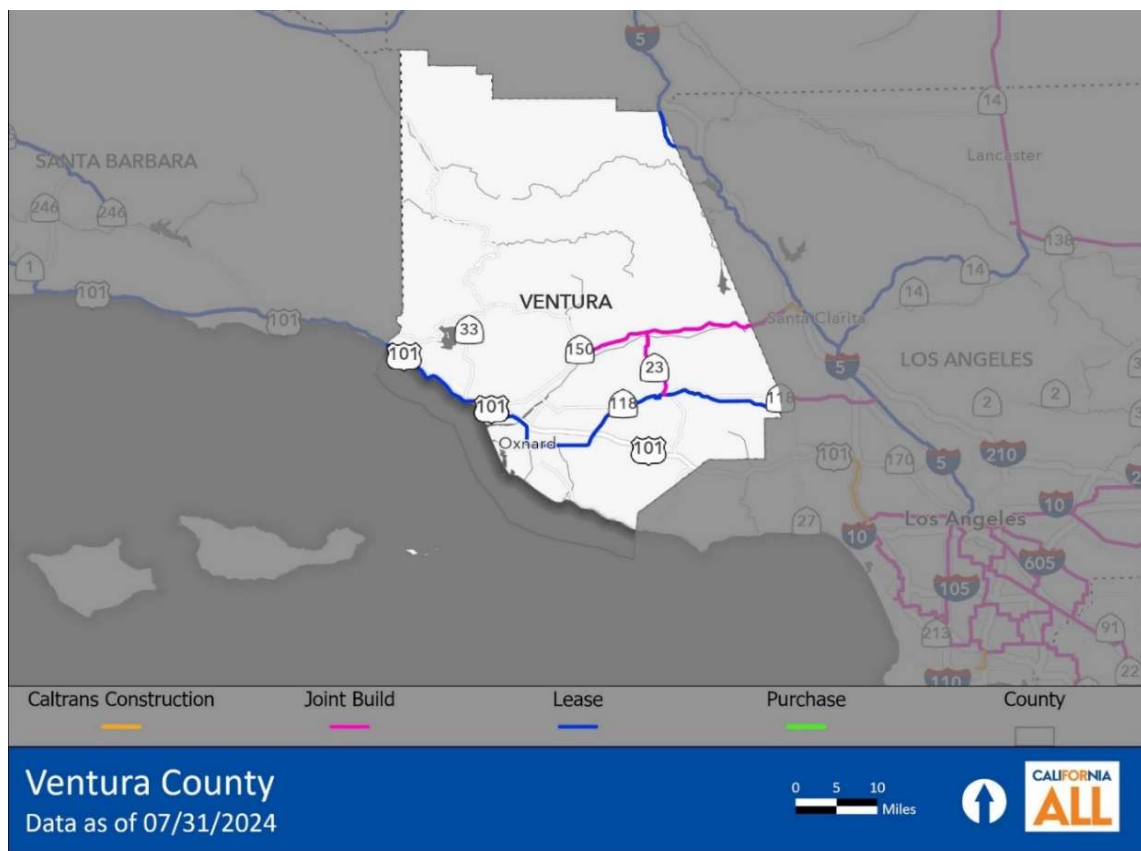 5
14
SANTA BARBARA
Lancaster
246
246
138
1
101
101
14
14
VENTURA
Santa Clarita
33
150
101
5
LOS ANGELES
23
118
118
2
2
101
Oxnard
101
101
170
5
210
10
27
10
Los Angeles
605
105
213
91
110
22
Caltrans Construction
Joint Build
Lease
Purchase
County
Ventura County
Data as of 07/31/2024
0 5 10
Miles
CALIFORNIA
ALL